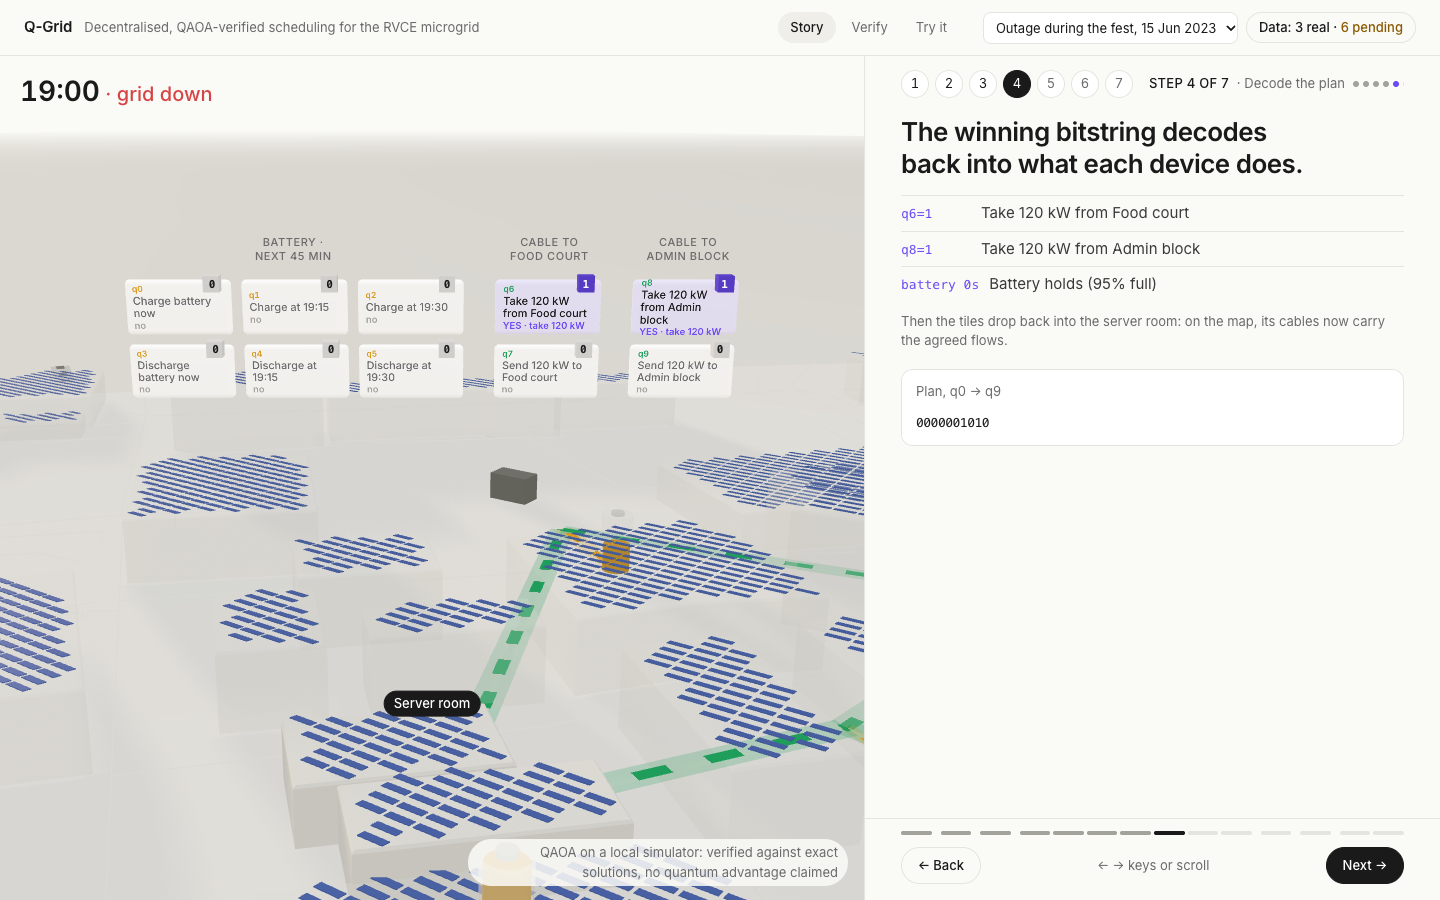 Q-Grid Decentralised, QAOA-verified scheduling for the RVCE microgrid Story Verify Try it Outage during the fest, 15 Jun 2023 Data: 3 real · 6 pending
19:00 · grid down
1 2 3 4 5 6 7 STEP 4 OF 7 · Decode the plan
The winning bitstring decodes
back into what each device does.
q6=1 Take 120 kW from Food court
q8=1 Take 120 kW from Admin block
battery 0s Battery holds (95% full)
Then the tiles drop back into the server room: on the map, its cables now carry
the agreed flows.
Plan, q0 → q9
0000001010
BATTERY ·
NEXT 45 MIN
CABLE TO
FOOD COURT
CABLE TO
ADMIN BLOCK
q0 0
Charge battery
now
no
q1 0
Charge at 19:15
no
q2 0
Charge at 19:30
no
q6 1
Take 120 kW
from Food court
YES · take 120 kW
q8 1
Take 120 kW
from Admin
block
YES · take 120 kW
q3 0
Discharge
battery now
no
q4 0
Discharge at
19:15
no
q5 0
Discharge at
19:30
no
q7 0
Send 120 kW to
Food court
no
q9 0
Send 120 kW to
Admin block
no
Server room
QAOA on a local simulator: verified against exact
solutions, no quantum advantage claimed
← Back ← → keys or scroll Next →